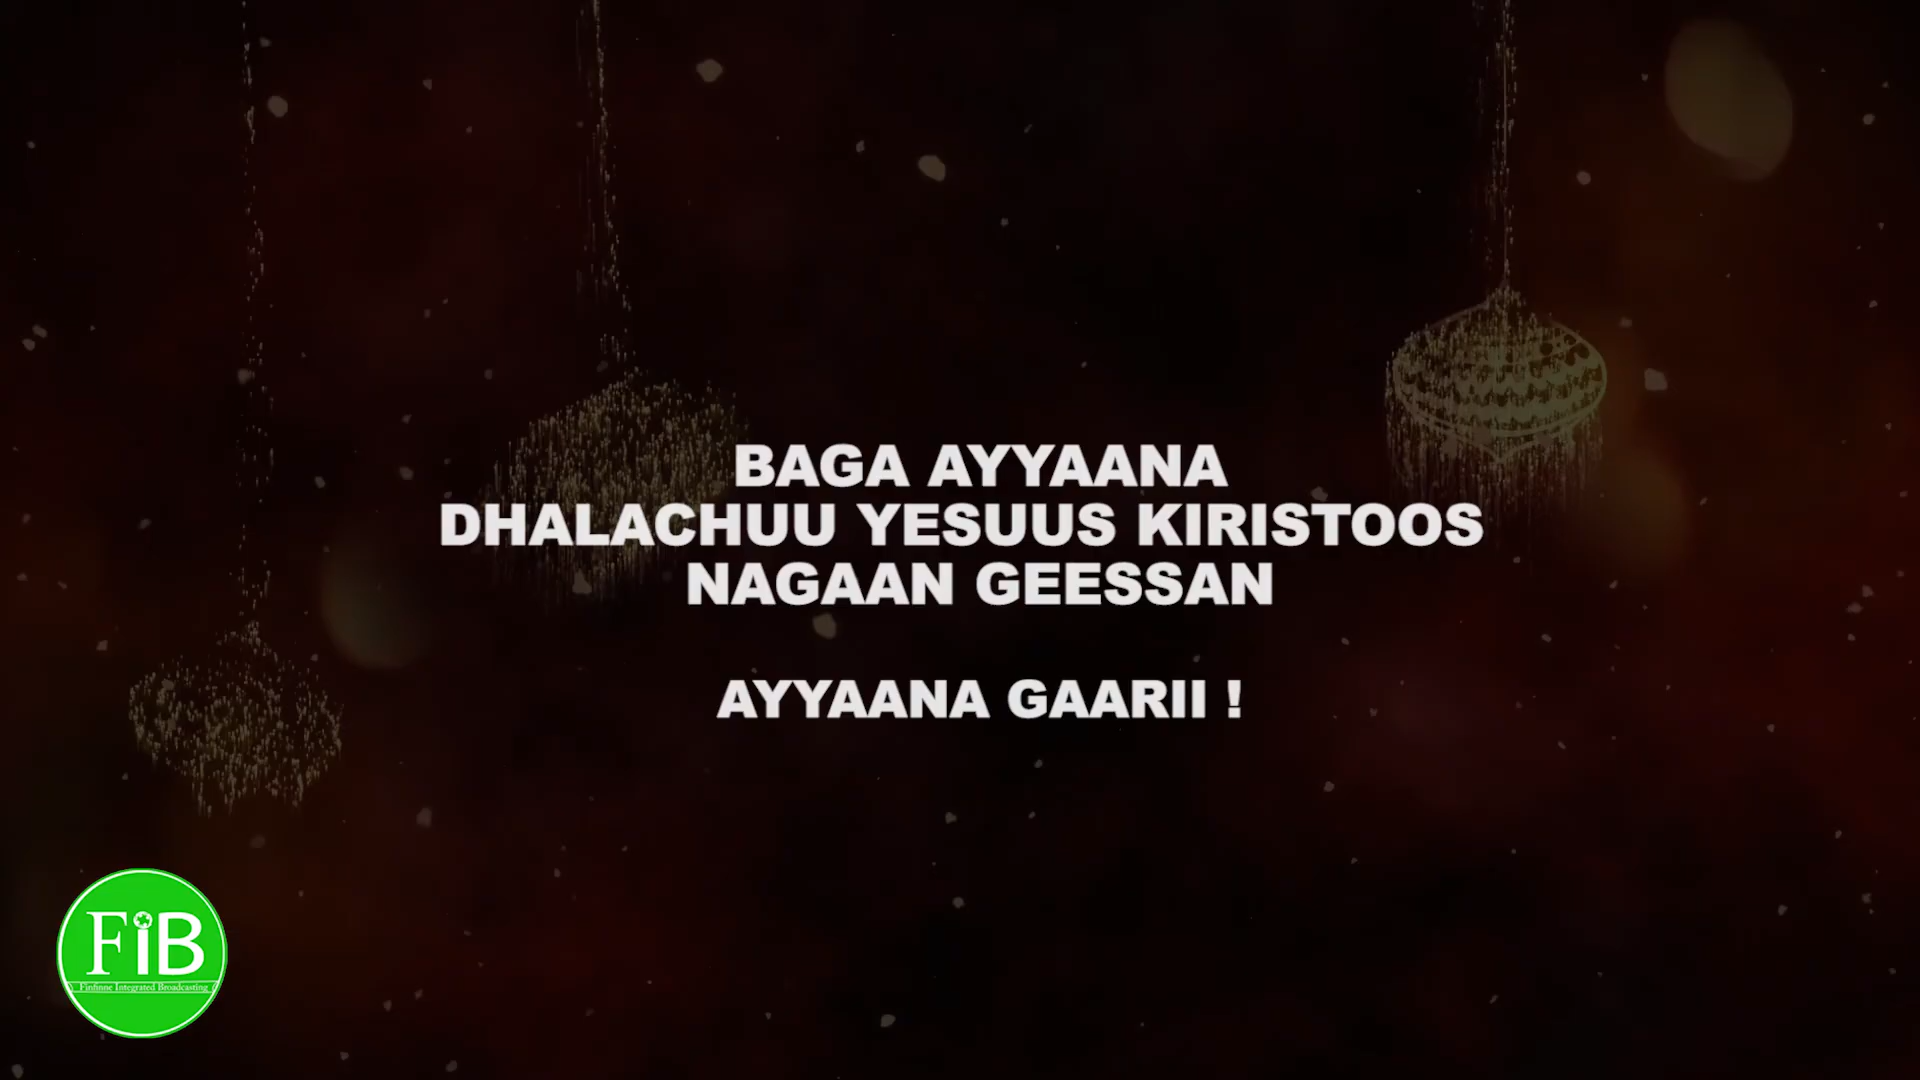 BAGA AYYAANA
DHALACHUU YESUUS KIRISTOOS
NAGAAN GEESSAN
AYYAANA GAARII !
FiB
Finfinne Integrated Broadcasting